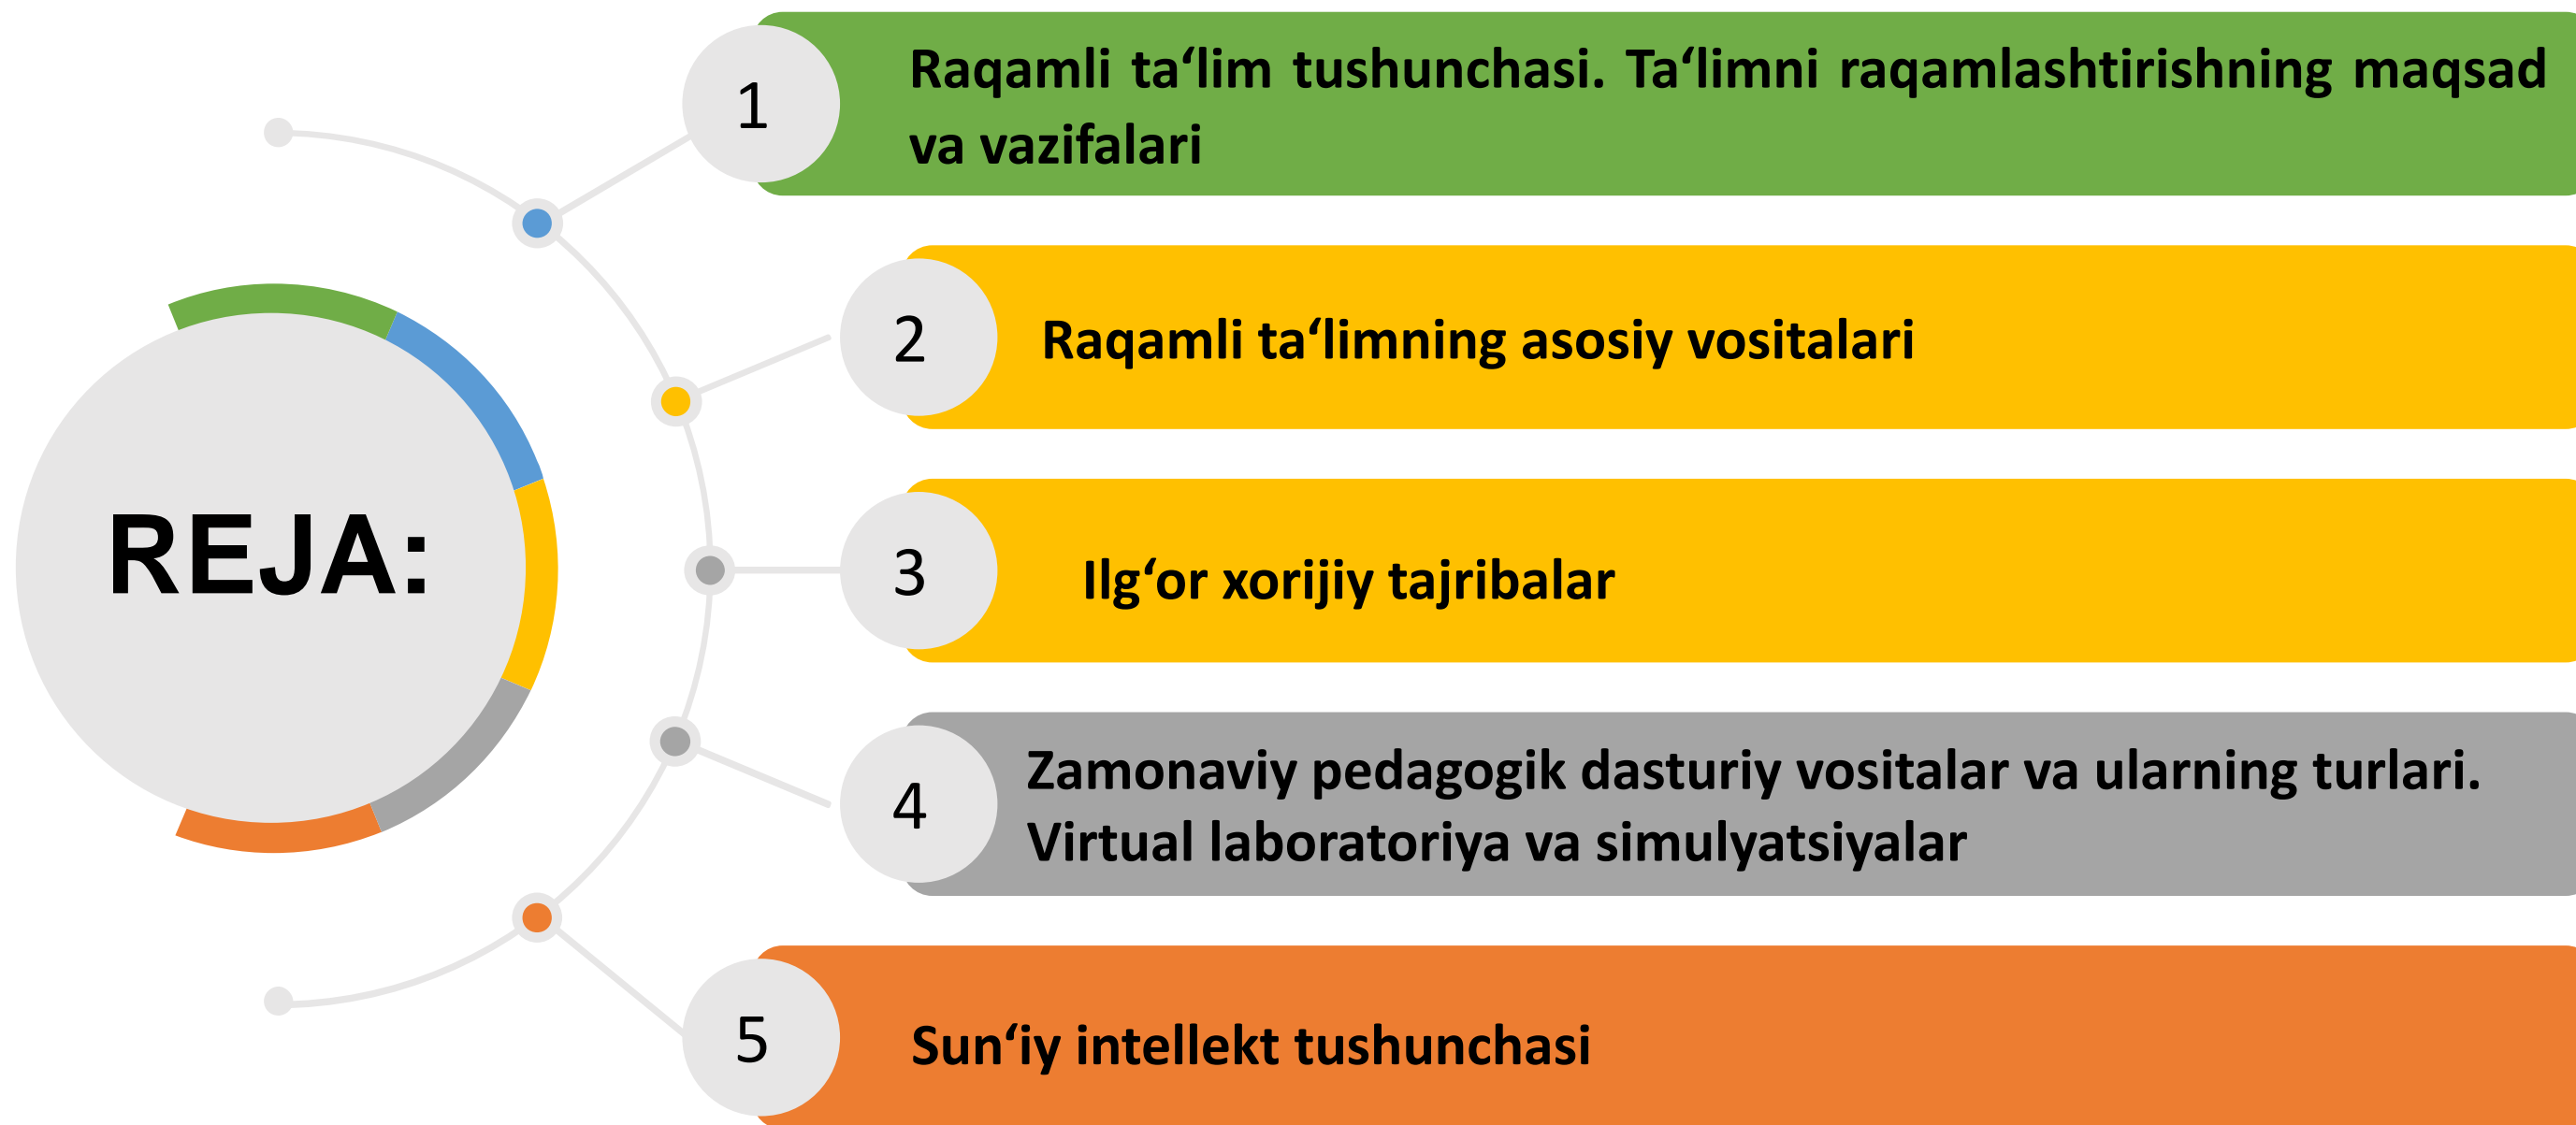 REJA:
1
Raqamli ta‘lim tushunchasi. Ta‘limni raqamlashtirishning maqsad
va vazifalari
2
Raqamli ta‘limning asosiy vositalari
3
Ilg‘or xorijiy tajribalar
4
Zamonaviy pedagogik dasturiy vositalar va ularning turlari.
Virtual laboratoriya va simulyatsiyalar
5
Sun‘iy intellekt tushunchasi